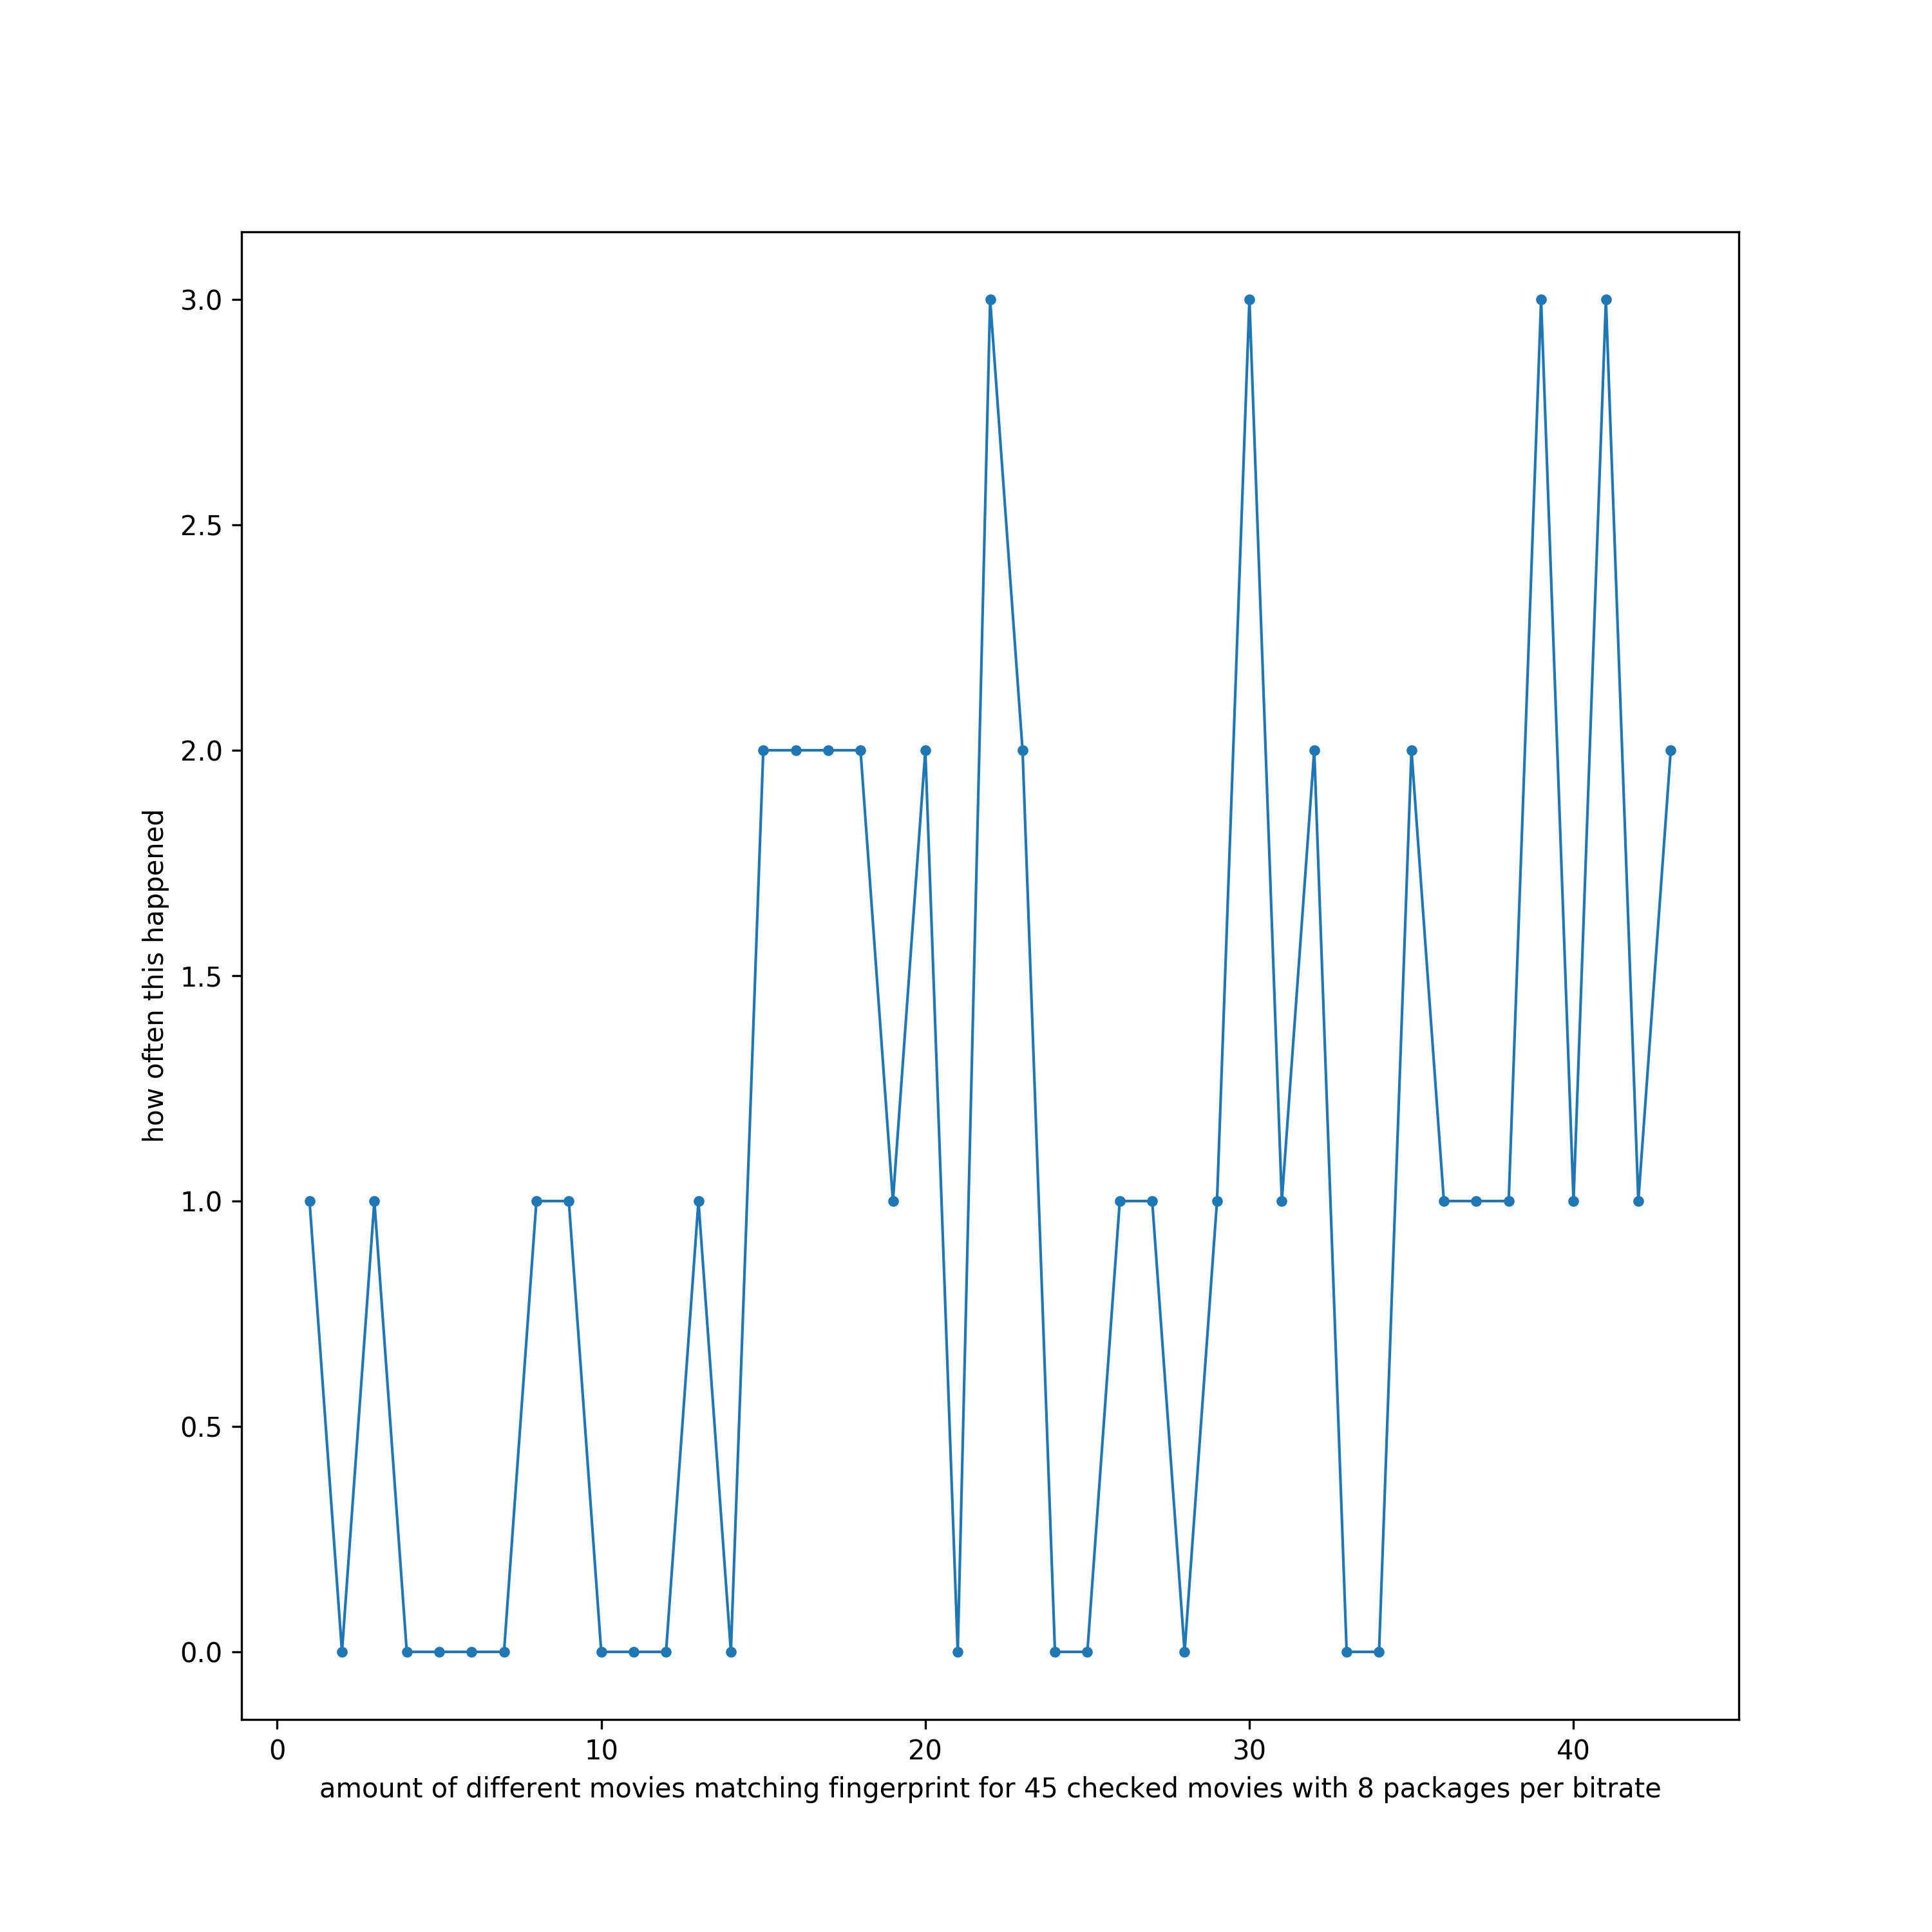 3.0
2.5
2.0
1.5
1.0
0.5
0.0
how often this happened
0 10 20 30 40
amount of different movies matching fingerprint for 45 checked movies with 8 packages per bitrate